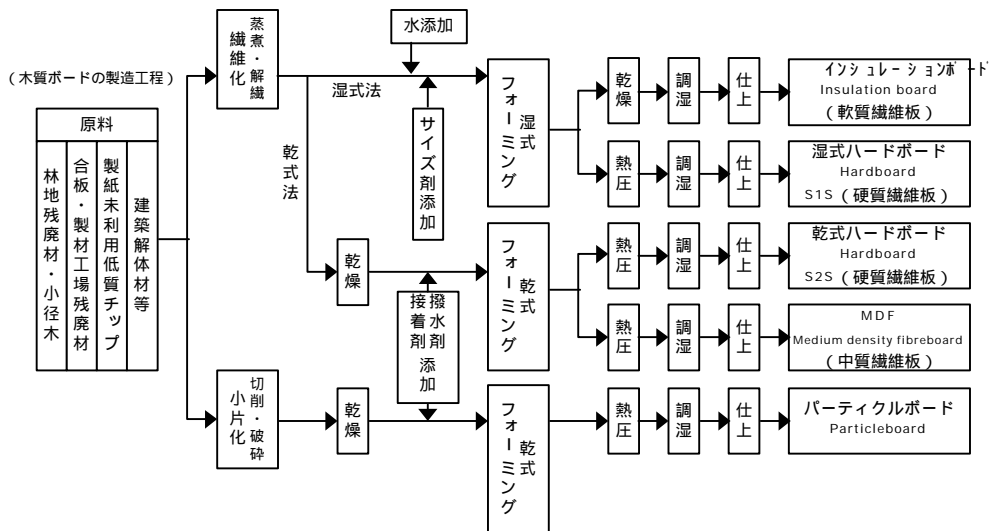 （木質ボードの製造工程）
原料
林地残廃材・小径木
合板・製材工場残廃材
製紙未利用低質チップ
建築解体材等
蒸煮・解繊
繊維化
水添加
湿式法
乾式法
サイズ剤添加
湿式
フォーミング
乾燥
調湿
仕上
インシュレーションボード
Insulation board
（軟質繊維板）
熱圧
調湿
仕上
湿式ハードボード
Hardboard
S1S（硬質繊維板）
乾燥
撥水剤
接着剤
添加
乾式
フォーミング
熱圧
調湿
仕上
乾式ハードボード
Hardboard
S2S（硬質繊維板）
熱圧
調湿
仕上
MDF
Medium density fibreboard
（中質繊維板）
切削・破砕
小片化
乾燥
乾式
フォーミング
熱圧
調湿
仕上
パーティクルボード
Particleboard